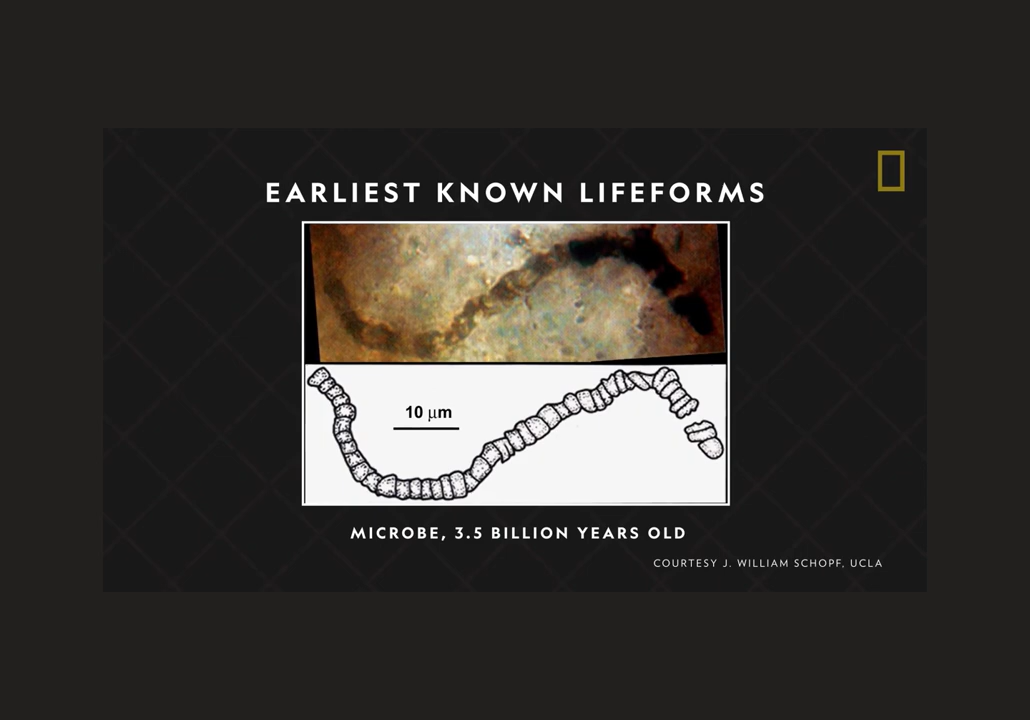 EARLIEST KNOWN LIFEFORMS
10 μm
MICROBE, 3.5 BILLION YEARS OLD
COURTESY J. WILLIAM SCHOPF, UCLA